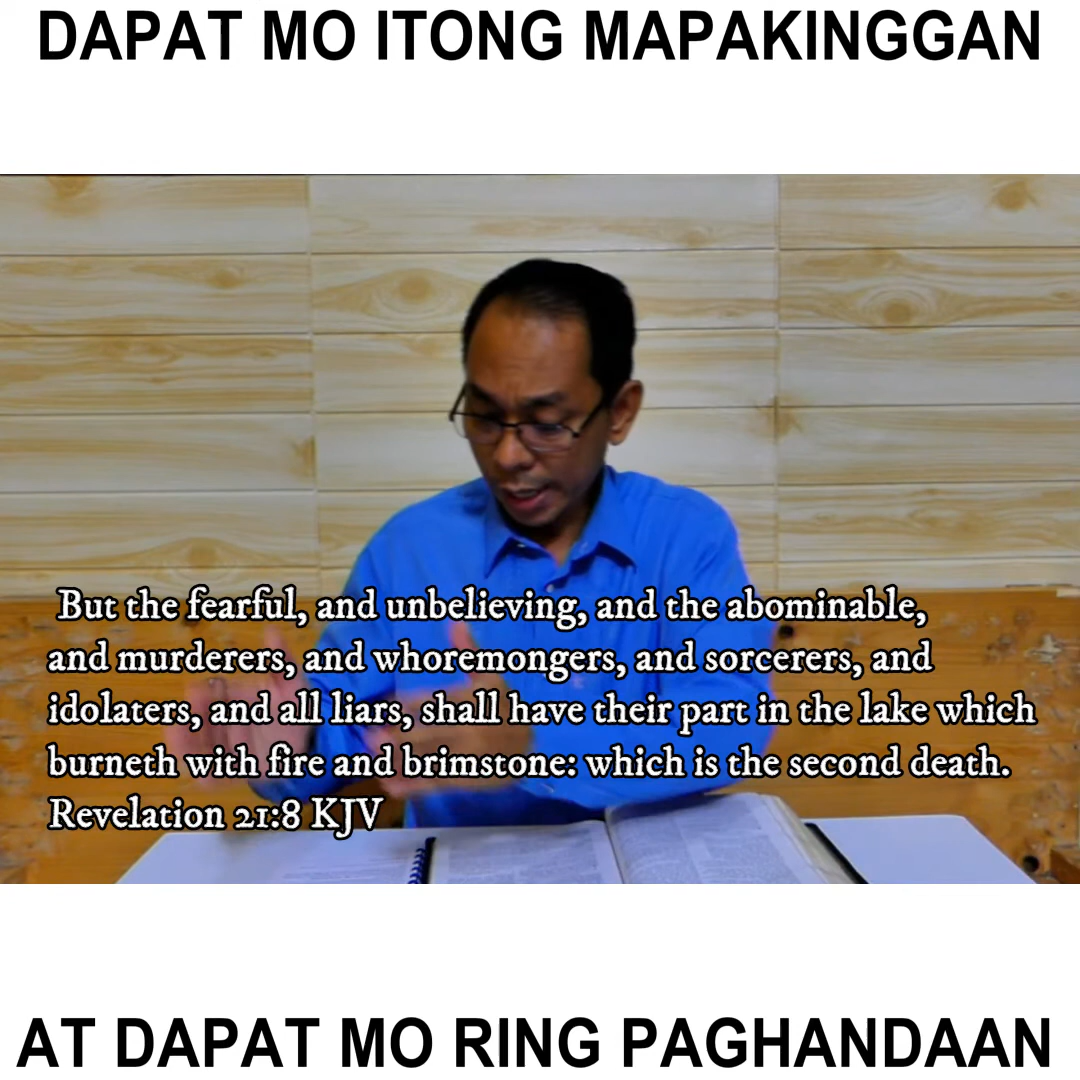 DAPAT MO ITONG MAPAKINGGAN
But the fearful, and unbelieving, and the abominable,
and murderers, and whoremongers, and sorcerers, and
idolaters, and all liars, shall have their part in the lake which
burneth with fire and brimstone: which is the second death.
Revelation 21:8 KJV
AT DAPAT MO RING PAGHANDAAN